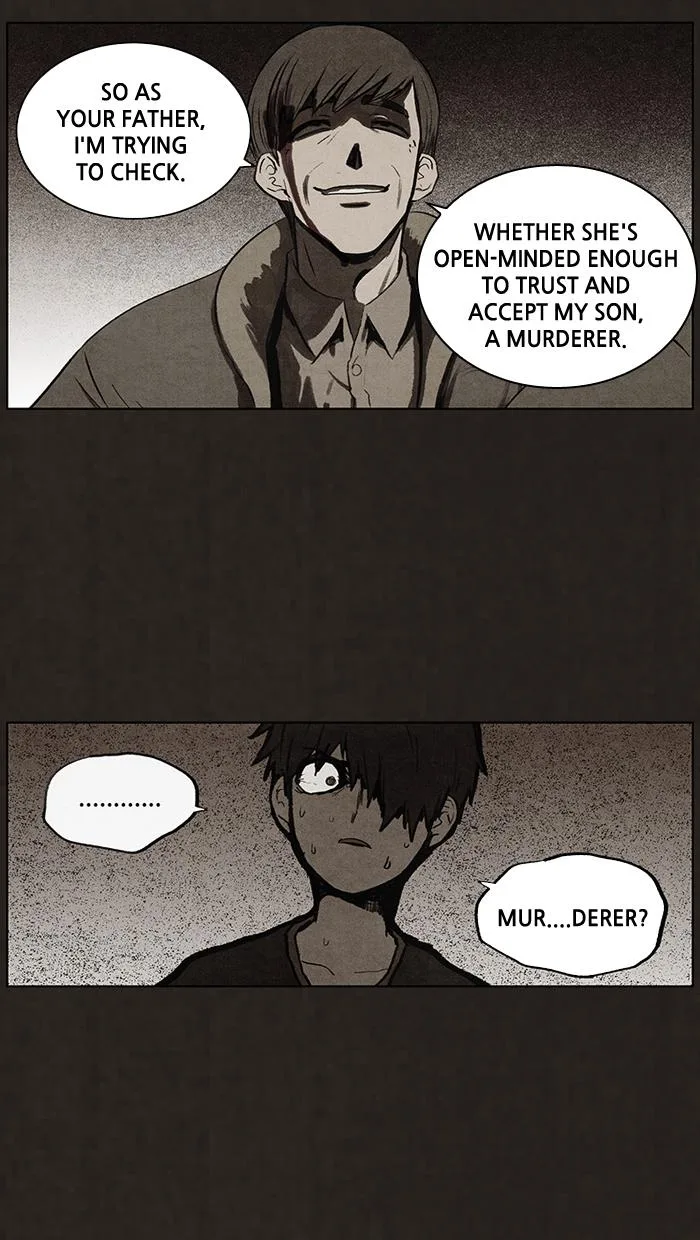 SO AS
YOUR FATHER,
I'M TRYING
TO CHECK.
WHETHER SHE'S
OPEN-MINDED ENOUGH
TO TRUST AND
ACCEPT MY SON,
A MURDERER.
............
MUR....DERER?